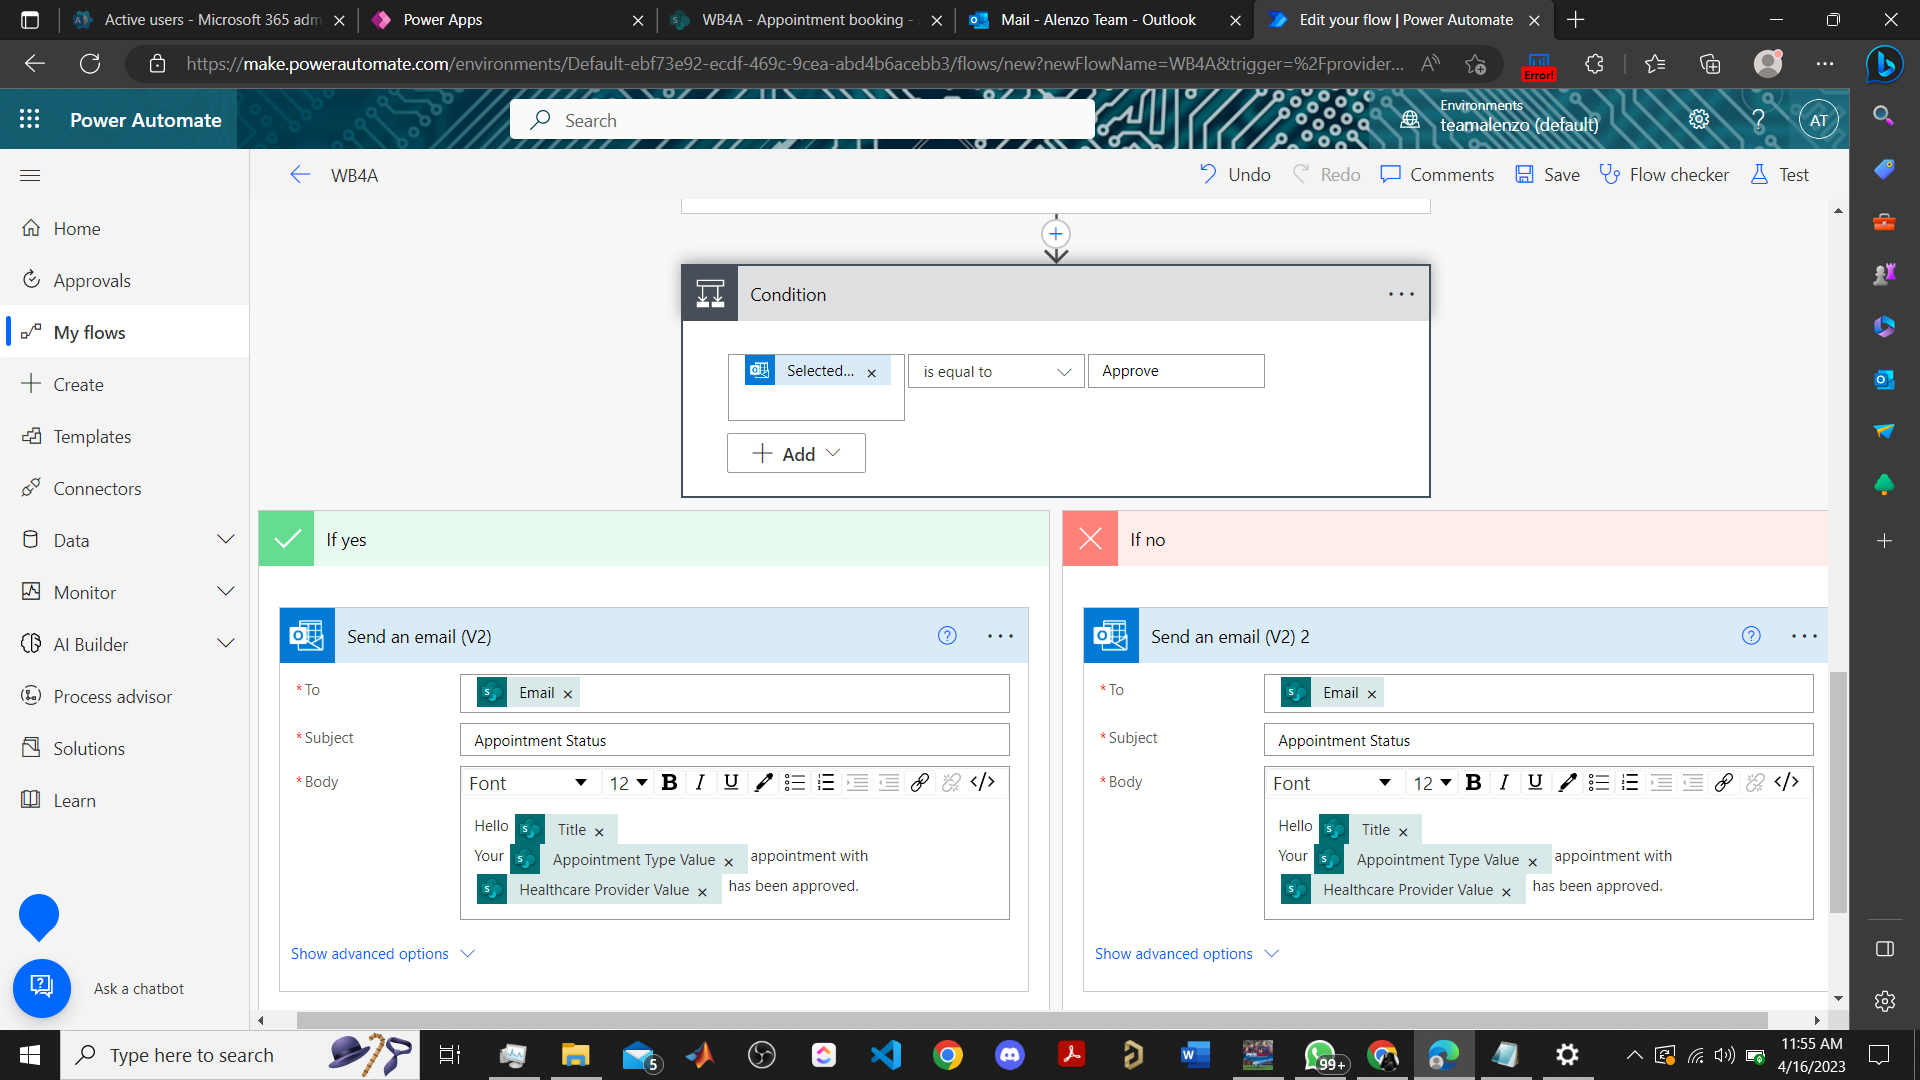 Active users - Microsoft 365 adm
Power Apps
WB4A - Appointment booking -
Mail - Alenzo Team - Outlook
Edit your flow | Power Automate
https://make.powerautomate.com/environments/Default-ebf73e92-ecdf-469c-9cea-abd4b6acebb3/flows/new?newFlowName=WB4A&trigger=%2Fprovider...
Error!
Power Automate
Search
Environments
teamalenzo (default)
AT
WB4A
Undo
Redo
Comments
Save
Flow checker
Test
Home
Approvals
My flows
Create
Templates
Connectors
Data
Monitor
AI Builder
Process advisor
Solutions
Learn
Ask a chatbot
Condition
Selected...
is equal to
Approve
Add
If yes
Send an email (V2)
* To
Email
* Subject
Appointment Status
* Body
Font 12 B I U </>
Hello Title
Your Appointment Type Value appointment with
Healthcare Provider Value has been approved.
Show advanced options
If no
Send an email (V2) 2
* To
Email
* Subject
Appointment Status
* Body
Font 12 B I U </>
Hello Title
Your Appointment Type Value appointment with
Healthcare Provider Value has been approved.
Show advanced options
Type here to search
5
99+
11:55 AM
4/16/2023